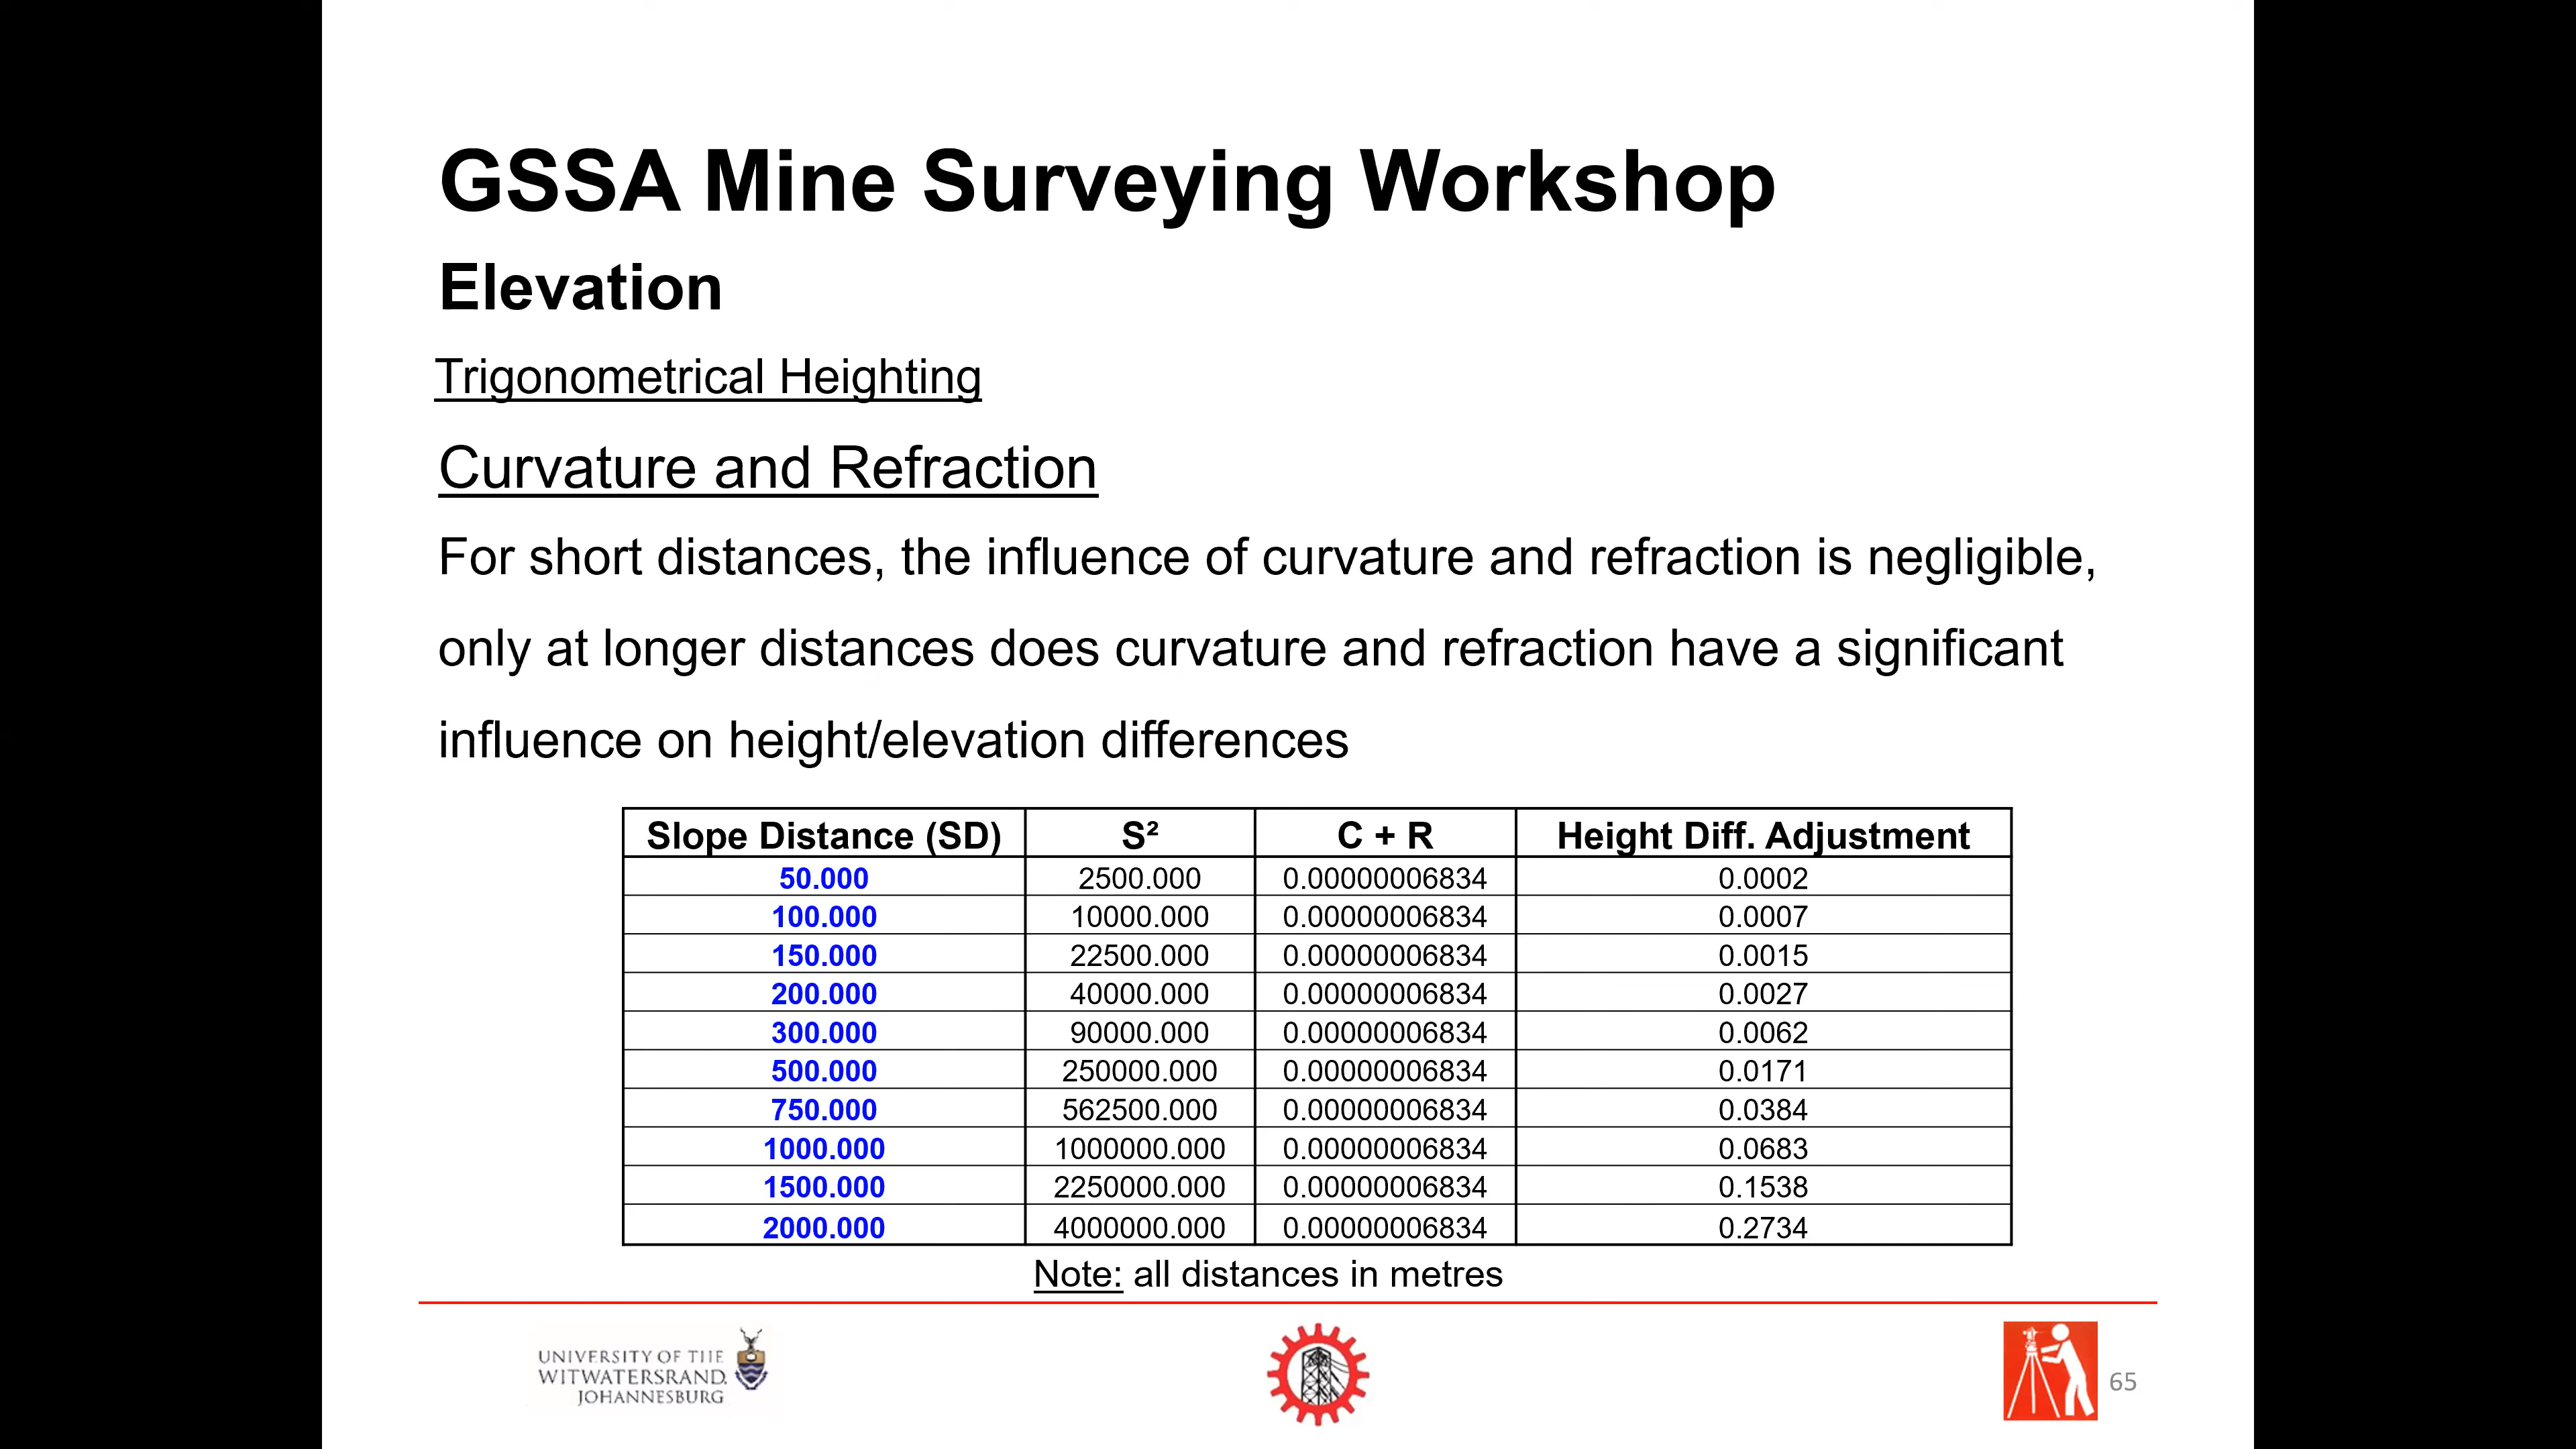 GSSA Mine Surveying Workshop
Elevation
Trigonometrical Heighting
Curvature and Refraction
For short distances, the influence of curvature and refraction is negligible,
only at longer distances does curvature and refraction have a significant
influence on height/elevation differences
Slope Distance (SD) S² C + R Height Diff. Adjustment
50.000 2500.000 0.00000006834 0.0002
100.000 10000.000 0.00000006834 0.0007
150.000 22500.000 0.00000006834 0.0015
200.000 40000.000 0.00000006834 0.0027
300.000 90000.000 0.00000006834 0.0062
500.000 250000.000 0.00000006834 0.0171
750.000 562500.000 0.00000006834 0.0384
1000.000 1000000.000 0.00000006834 0.0683
1500.000 2250000.000 0.00000006834 0.1538
2000.000 4000000.000 0.00000006834 0.2734
Note: all distances in metres
UNIVERSITY OF THE
WITWATERSRAND,
JOHANNESBURG
65